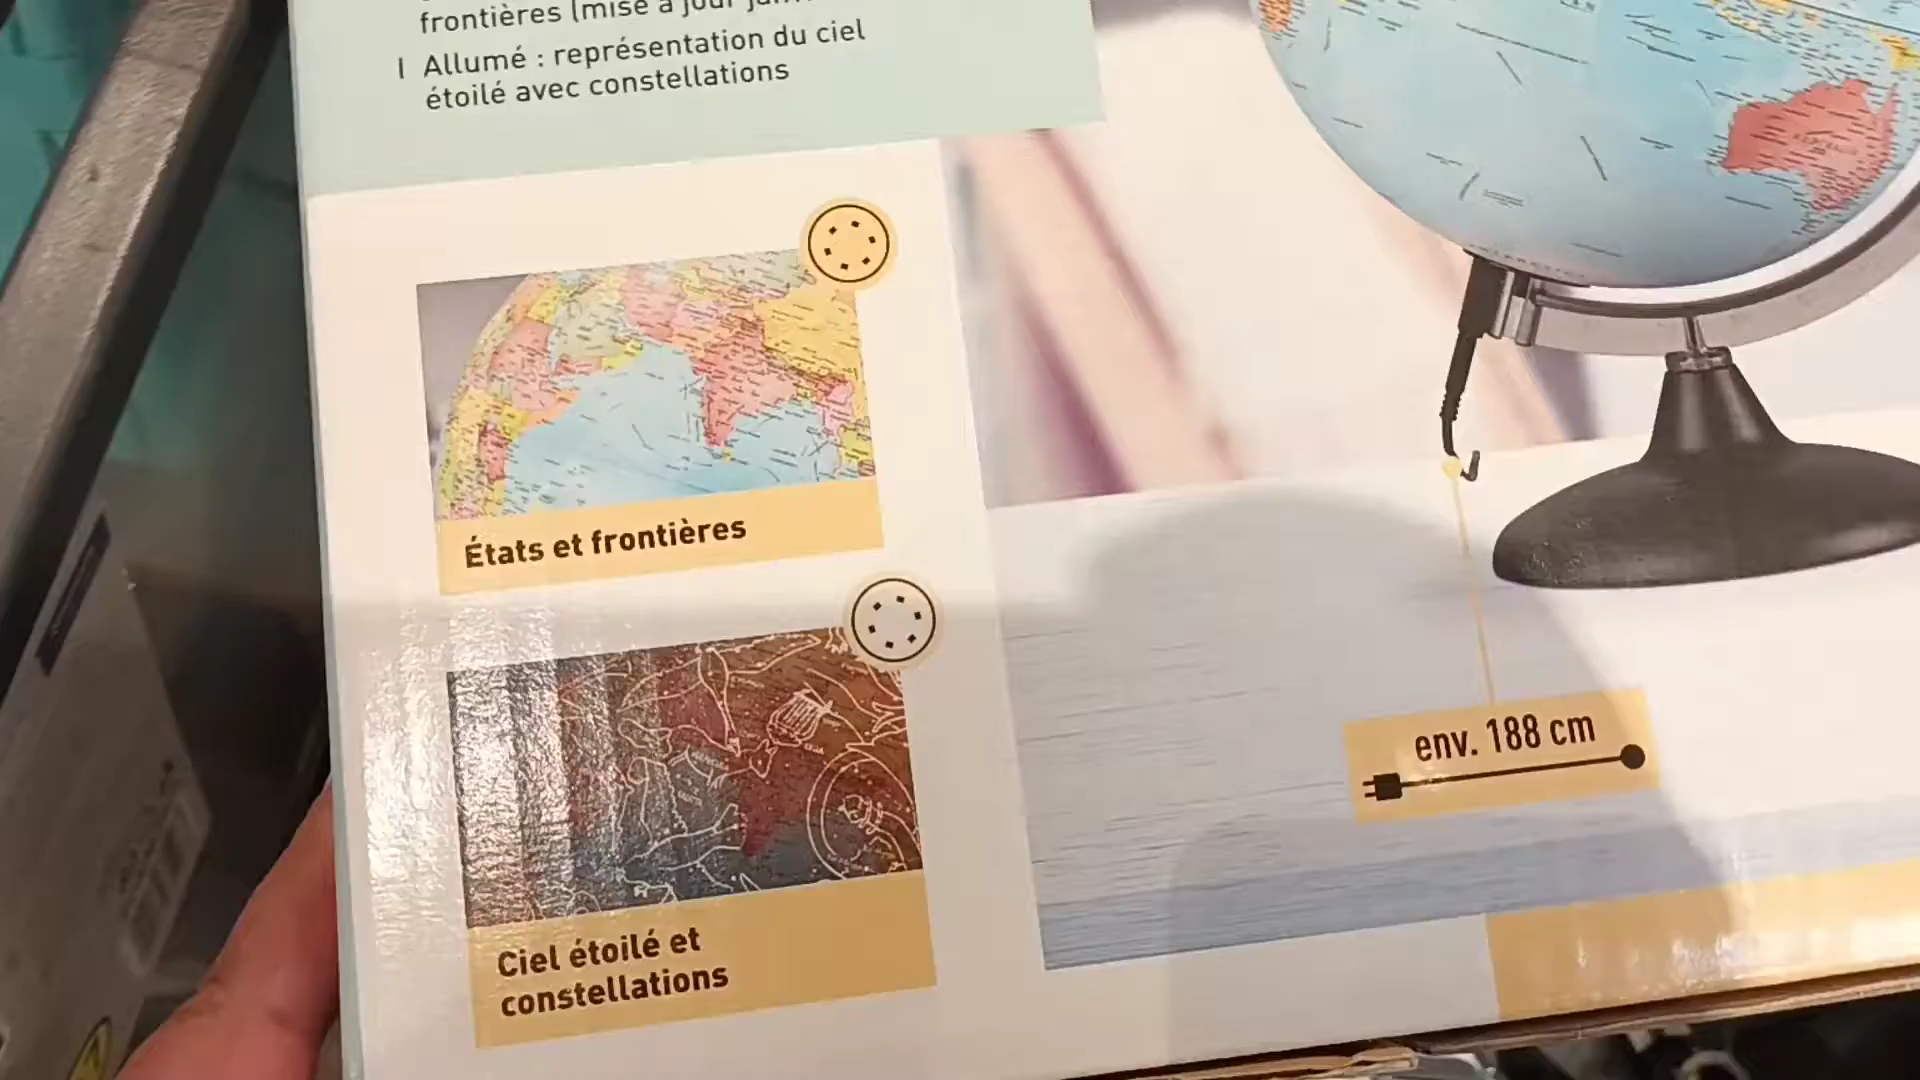 frontières (mise à jour
| Allumé : représentation du ciel
étoilé avec constellations
États et frontières
Ciel étoilé et
constellations
env. 188 cm